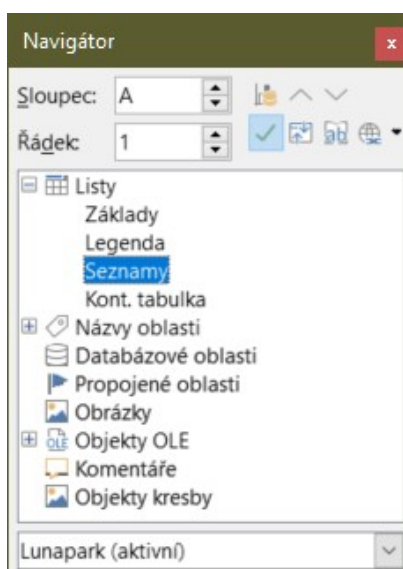 Navigátor
Sloupec: A
Řádek: 1
Listy
Základy
Legenda
Seznamy
Kont. tabulka
Názvy oblasti
Databázové oblasti
Propojené oblasti
Obrázky
Objekty OLE
Komentáře
Objekty kresby
Lunapark (aktivní)